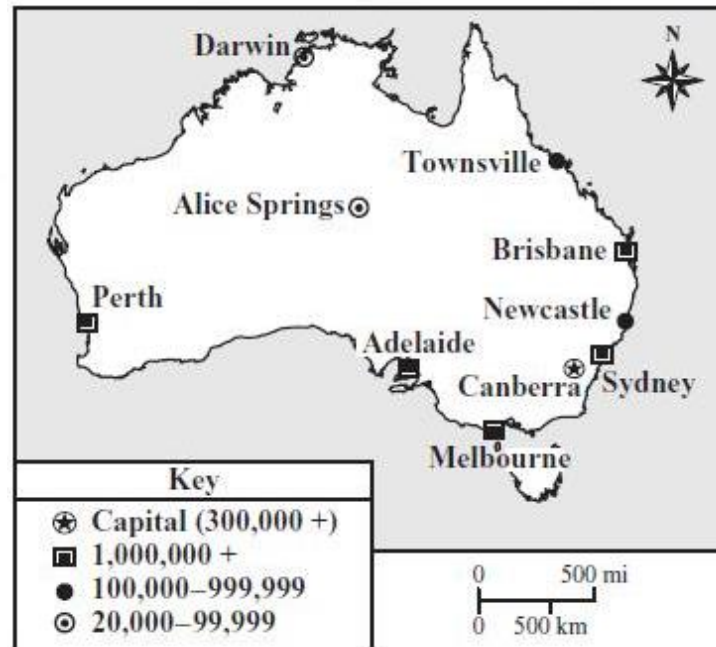 Darwin
N
Townsville
Alice Springs
Brisbane
Perth
Newcastle
Adelaide
Canberra
Sydney
Melbourne
Key
Capital (300,000 +)
1,000,000 +
100,000–999,999
20,000–99,999
0 500 mi
0 500 km